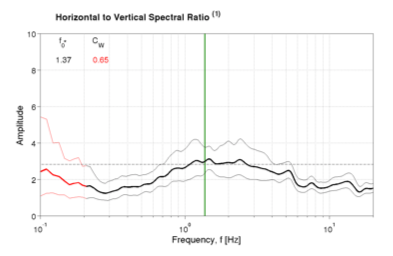 Horizontal to Vertical Spectral Ratio (1)
f₀- C_W
1.37 0.65
10
8
6
4
2
0
Amplitude
10⁻¹ 10⁰ 10¹
Frequency, f [Hz]